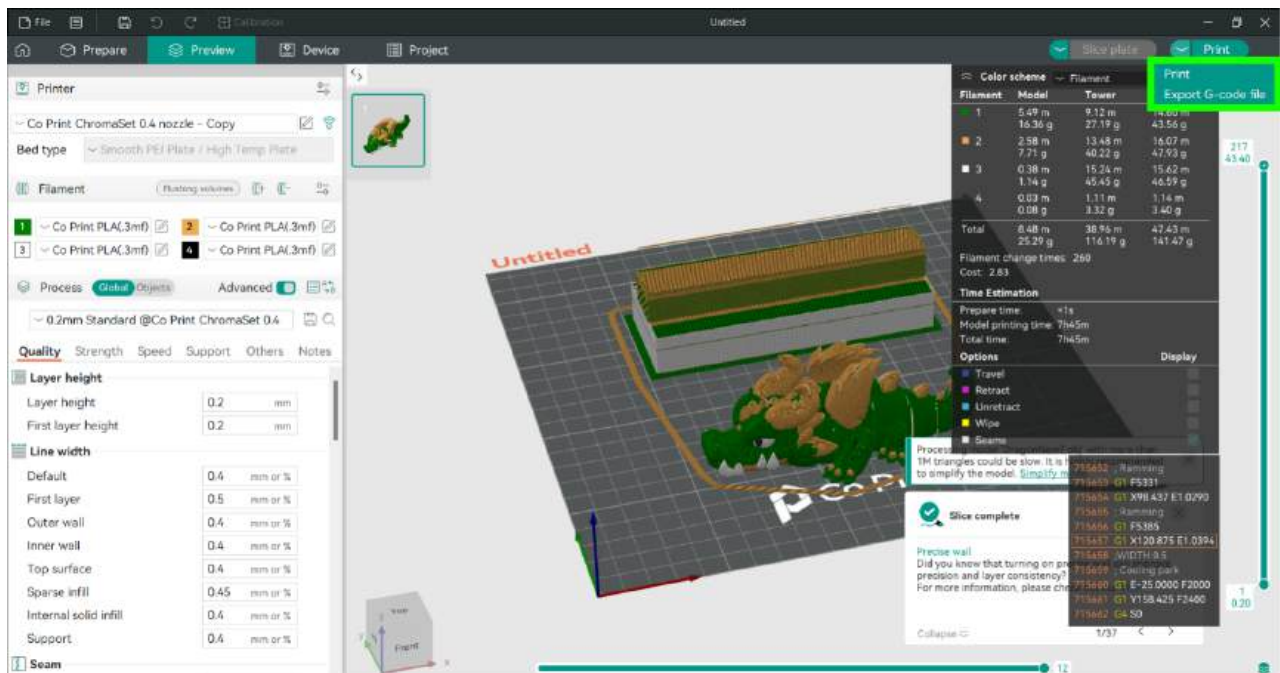 File
Calibration
Untitled
Prepare
Preview
Device
Project
Slice plate
Print
Print
Export G-code file
Printer
Co Print ChromaSet 0.4 nozzle - Copy
Bed type
Smooth PEI Plate / High Temp Plate
Filament
Flushing volumes
1 Co Print PLA(.3mf)
2 Co Print PLA(.3mf)
3 Co Print PLA(.3mf)
4 Co Print PLA(.3mf)
Process Global Objects Advanced
0.2mm Standard @Co Print ChromaSet 0.4
Quality Strength Speed Support Others Notes
Layer height
Layer height 0.2 mm
First layer height 0.2 mm
Line width
Default 0.4 mm or %
First layer 0.5 mm or %
Outer wall 0.4 mm or %
Inner wall 0.4 mm or %
Top surface 0.4 mm or %
Sparse infill 0.45 mm or %
Internal solid infill 0.4 mm or %
Support 0.4 mm or %
Seam
Untitled
Color scheme Filament
Filament Model Tower
1 5.49 m 9.12 m 14.60 m
16.36 g 27.19 g 43.56 g
2 2.58 m 13.48 m 16.07 m
7.71 g 40.22 g 47.93 g
3 0.38 m 15.24 m 15.62 m
1.14 g 45.45 g 46.59 g
4 0.03 m 1.11 m 1.14 m
0.08 g 3.32 g 3.40 g
Total 8.48 m 38.96 m 47.43 m
25.29 g 116.19 g 141.47 g
Filament change times: 260
Cost: 2.83
Time Estimation
Prepare time: <1s
Model printing time: 7h45m
Total time: 7h45m
Options Display
Travel
Retract
Unretract
Wipe
Seams
217
43.40
1
0.20
Processing
1M triangles could be slow. It is
to simplify the model. Simplify
Slice complete
Precise wall
Did you know that turning on
precision and layer consistency?
For more information, please
Collapse
1/37 < >
715652 ; Ramming
715653 G1 F5331
715654 G1 X98.437 E1.0290
715655 ; Ramming
715656 G1 F5385
715657 G1 X120.875 E1.0394
715658 ;WIDTH:0.5
715659 ; Cooling park
715660 G1 E-25.0000 F2000
715661 G1 Y158.425 F2400
715662 G4 S0
Top
Front
12